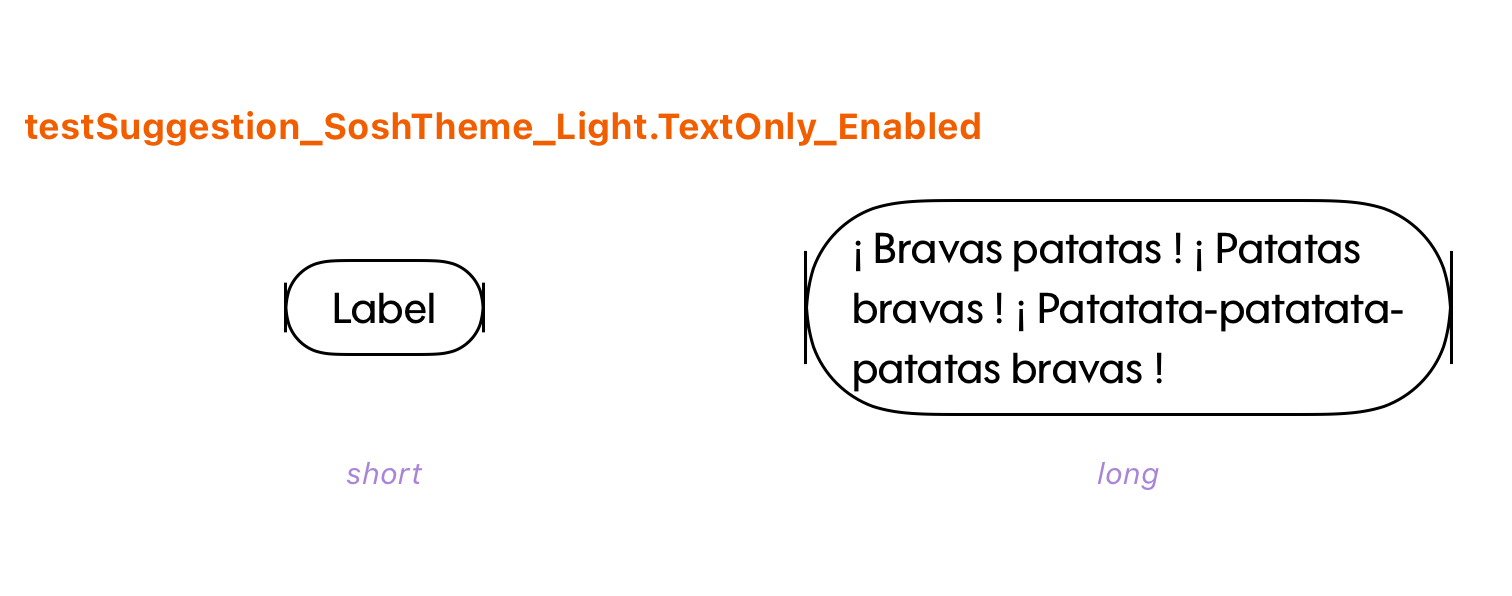 testSuggestion_SoshTheme_Light.TextOnly_Enabled
Label
¡ Bravas patatas ! ¡ Patatas
bravas ! ¡ Patatata-patatata-
patatas bravas !
short
long